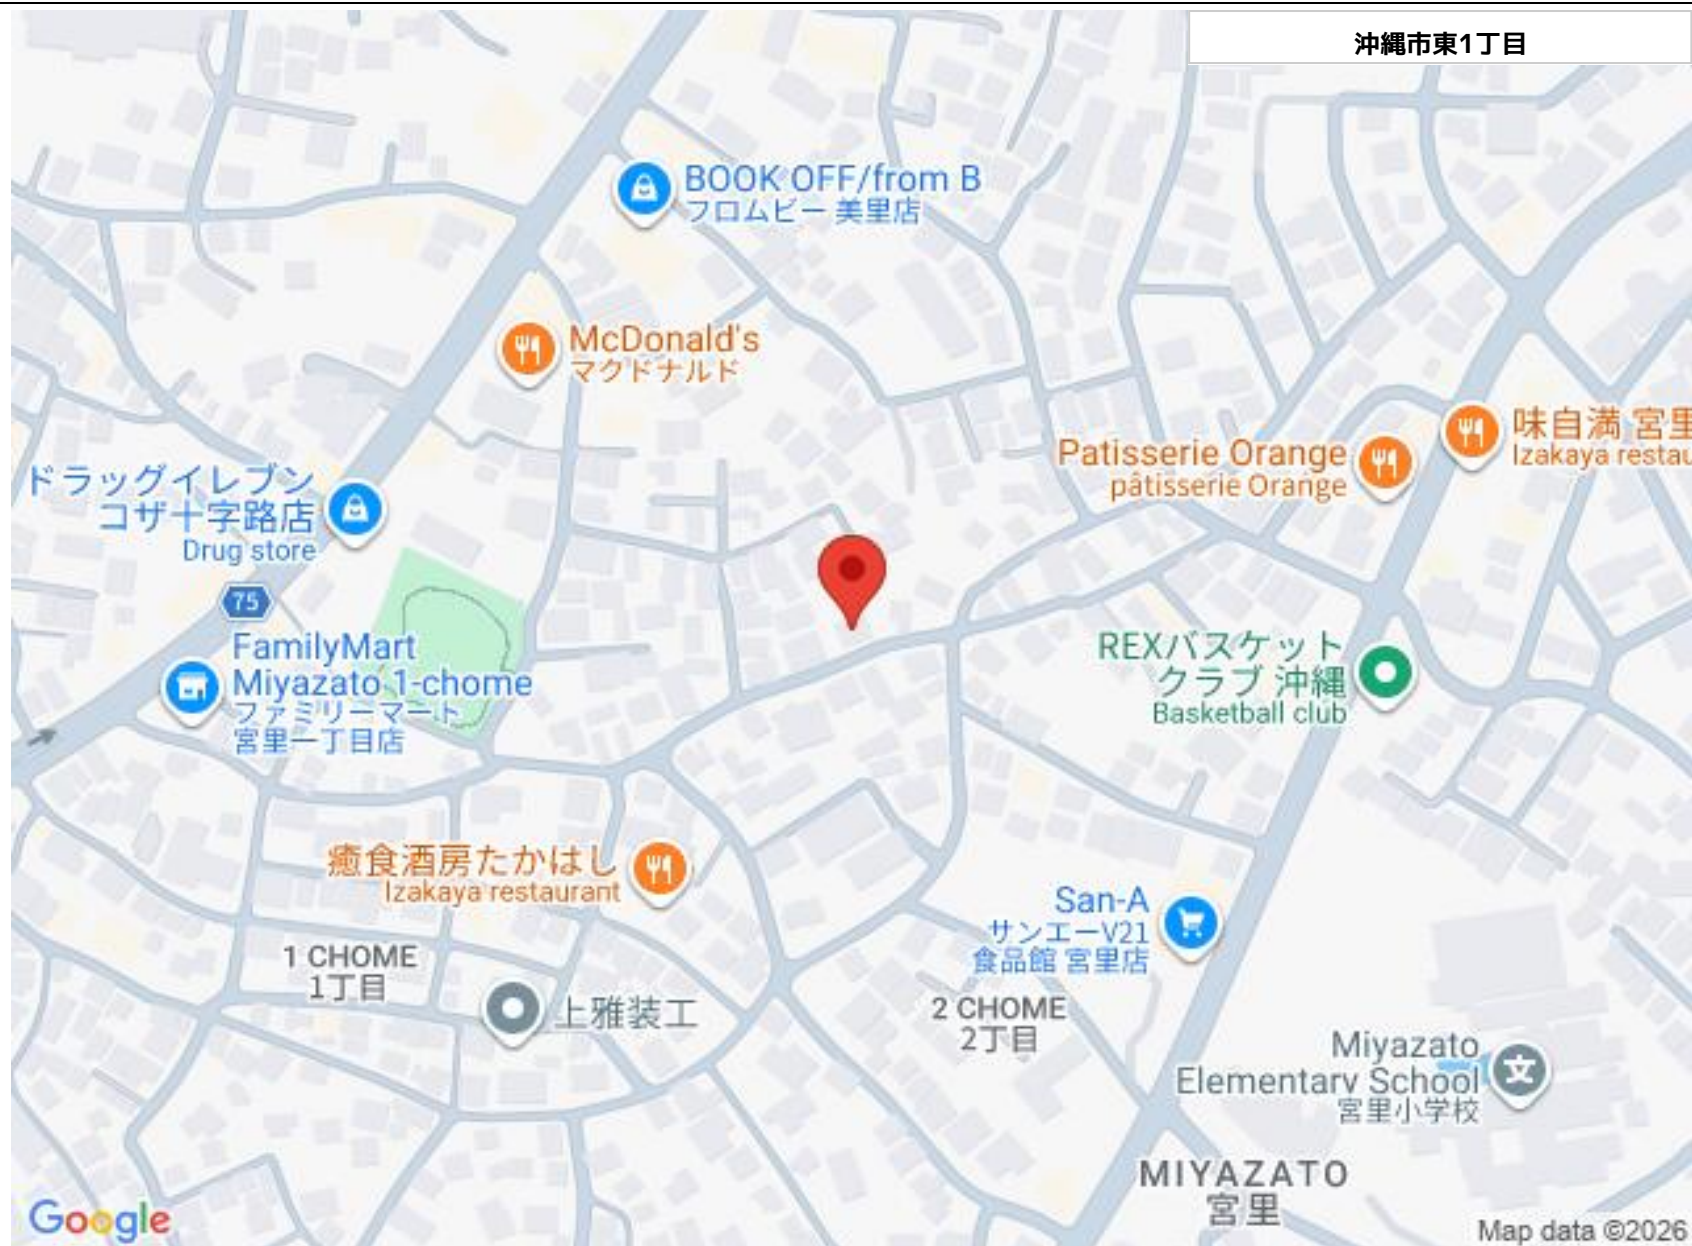 沖縄市東1丁目
BOOK OFF/from B
フロムビー 美里店
McDonald's
マクドナルド
Patisserie Orange
pâtisserie Orange
味自満 宮里
Izakaya restau
ドラッグイレブン
コザ十字路店
Drug store
75
FamilyMart
Miyazato 1-chome
ファミリーマート
宮里一丁目店
REXバスケット
クラブ 沖縄
Basketball club
癒食酒房たかはし
Izakaya restaurant
San-A
サンエーV21
食品館 宮里店
1 CHOME
1丁目
上雅装工
2 CHOME
2丁目
Miyazato
Elementary School
宮里小学校
文
MIYAZATO
宮里
Google
Map data ©2026